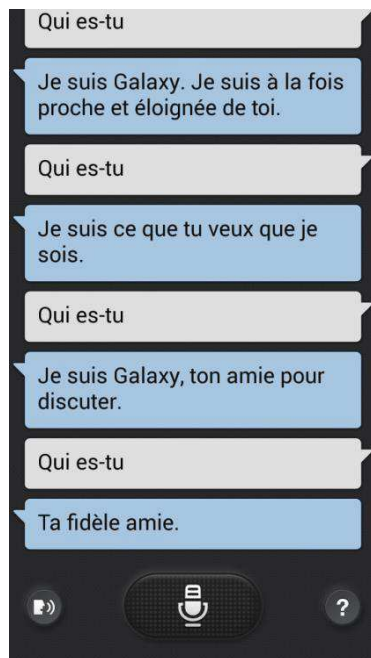 Qui es-tu
Je suis Galaxy. Je suis à la fois
proche et éloignée de toi.
Qui es-tu
Je suis ce que tu veux que je
sois.
Qui es-tu
Je suis Galaxy, ton amie pour
discuter.
Qui es-tu
Ta fidèle amie.
?